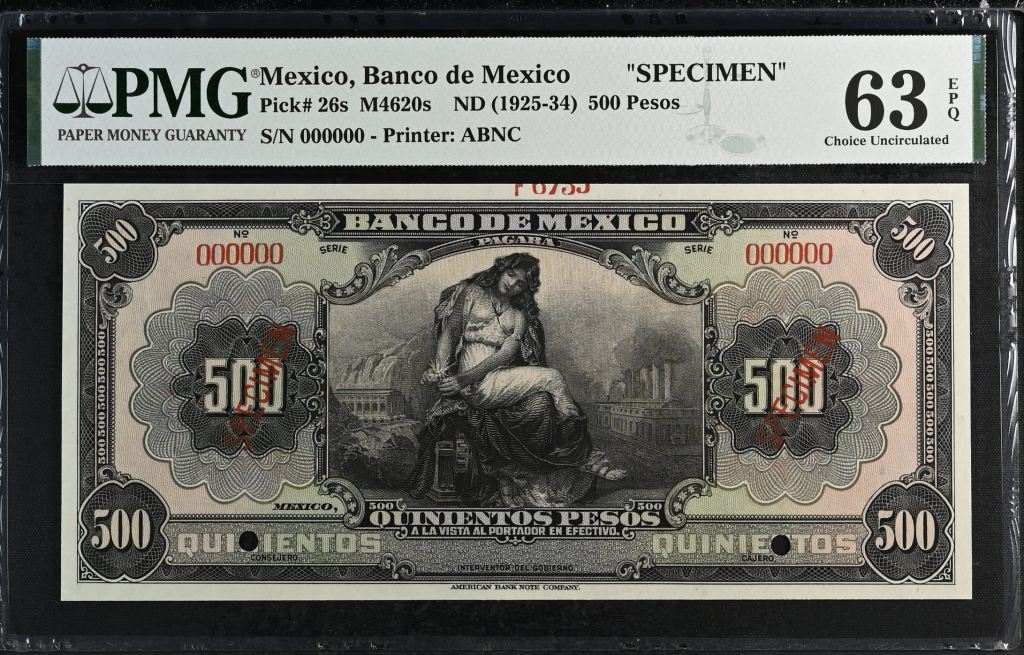 PMG®
PAPER MONEY GUARANTY
Mexico, Banco de Mexico "SPECIMEN"
Pick# 26s M4620s ND (1925-34) 500 Pesos
S/N 000000 - Printer: ABNC
63
EPQ
Choice Uncirculated
500
BANCO DE MEXICO
500
Nº
000000
SERIE
PAGARA
SERIE
Nº
000000
500
SPECIMEN
500
SPECIMEN
500500500500500500
500500500500500500
MEXICO,
500
QUINIENTOS PESOS
500
A LA VISTA AL PORTADOR EN EFECTIVO.
500
QUINIENTOS
CONSEJERO.
INTERVENTOR DEL GOBIERNO.
QUINIENTOS
CAJERO.
500
AMERICAN BANK NOTE COMPANY.